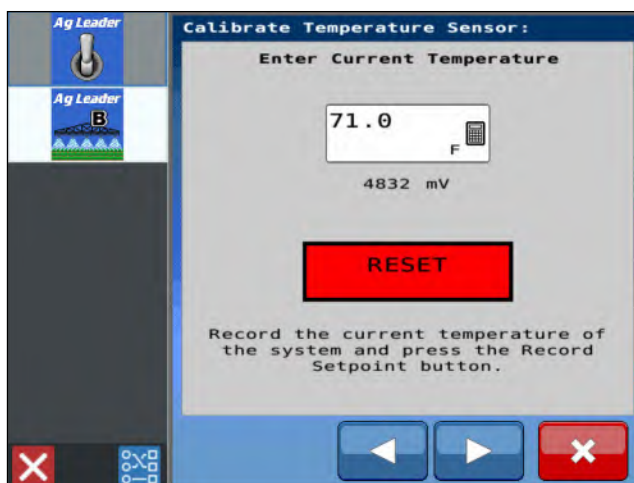 Ag Leader
Calibrate Temperature Sensor:
Enter Current Temperature
Ag Leader
B
71.0
F
4832 mV
RESET
Record the current temperature of
the system and press the Record
Setpoint button.